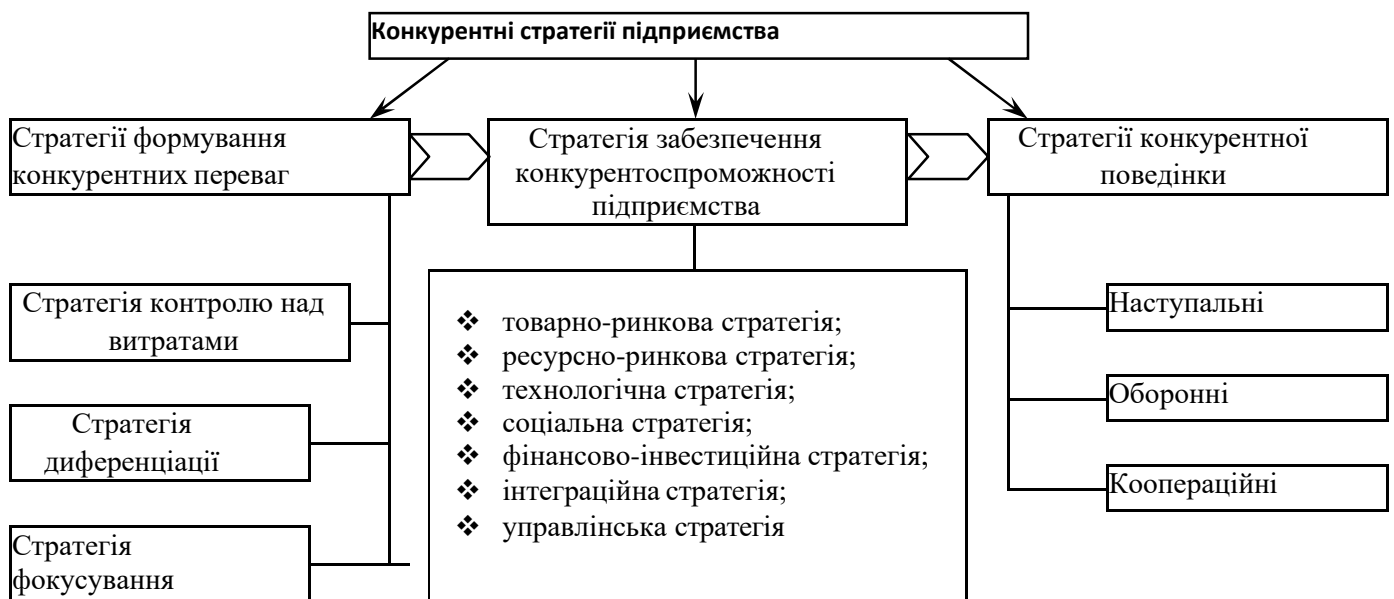 Конкурентні стратегії підприємства
Стратегії формування
конкурентних переваг
Стратегія забезпечення
конкурентоспроможності
підприємства
Стратегії конкурентної
поведінки
Стратегія контролю над
витратами
Стратегія
диференціації
Стратегія
фокусування
❖ товарно-ринкова стратегія;
❖ ресурсно-ринкова стратегія;
❖ технологічна стратегія;
❖ соціальна стратегія;
❖ фінансово-інвестиційна стратегія;
❖ інтеграційна стратегія;
❖ управлінська стратегія
Наступальні
Оборонні
Коопераційні